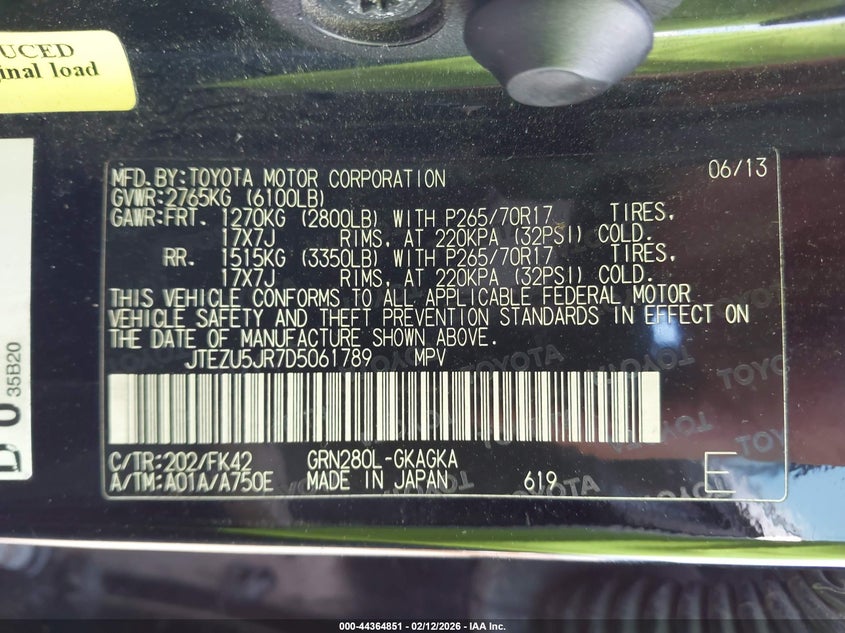 UCED
inal load
35B20
MFD.BY:TOYOTA MOTOR CORPORATION 06/13
GVWR:2765KG (6100LB)
GAWR:FRT. 1270KG (2800LB) WITH P265/70R17 TIRES,
17X7J RIMS, AT 220KPA (32PSI) COLD.
RR. 1515KG (3350LB) WITH P265/70R17 TIRES,
17X7J RIMS, AT 220KPA (32PSI) COLD.
THIS VEHICLE CONFORMS TO ALL APPLICABLE FEDERAL MOTOR
VEHICLE SAFETY AND THEFT PREVENTION STANDARDS IN EFFECT ON
THE DATE OF MANUFACTURE SHOWN ABOVE.
JTEZU5JR7D5061789 MPV
C/TR:202/FK42 GRN280L-GKAGKA
A/TM:A01A/A750E MADE IN JAPAN 619 E
000-44364851 - 02/12/2026 - IAA Inc.